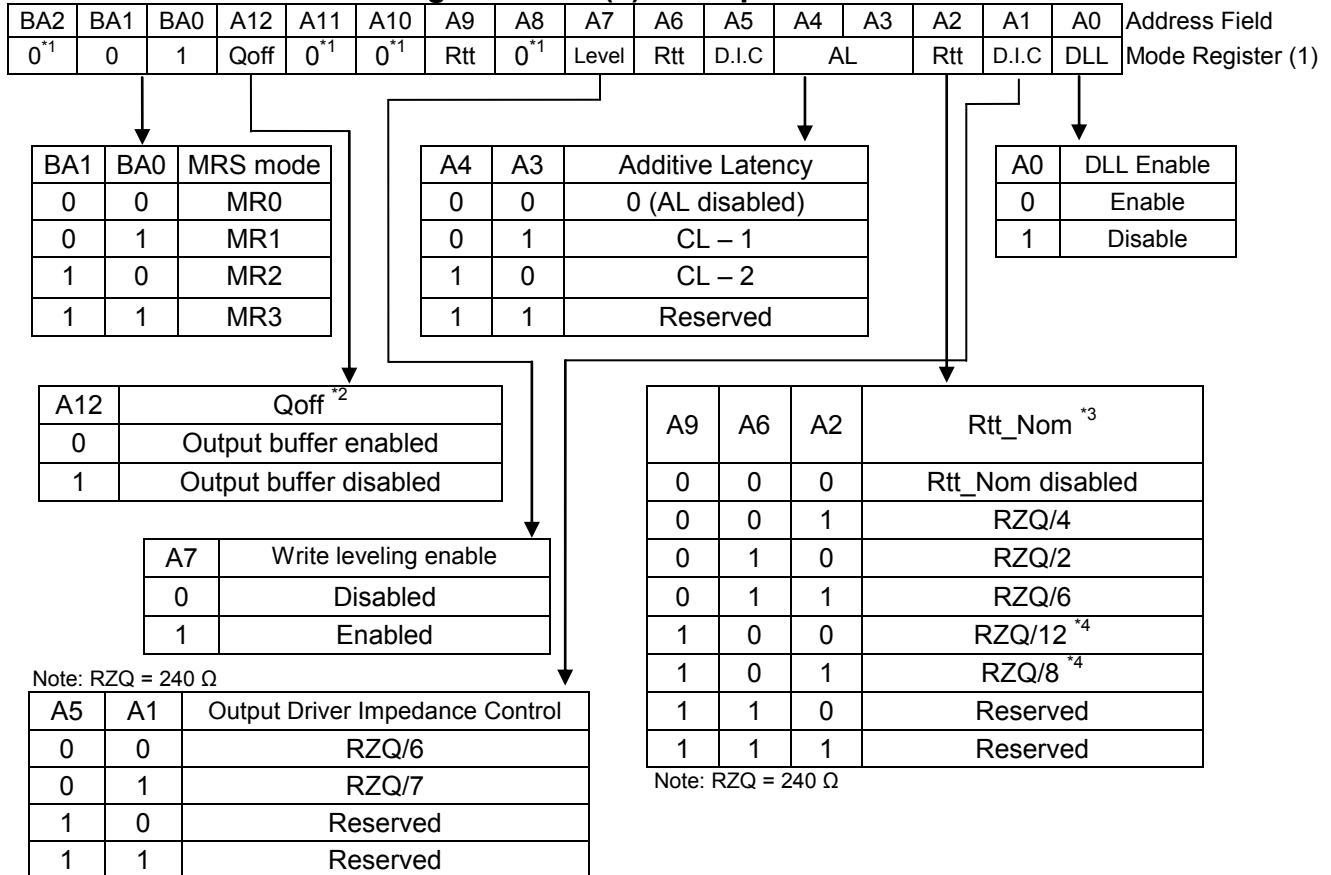 BA2 BA1 BA0 A12 A11 A10 A9 A8 A7 A6 A5 A4 A3 A2 A1 A0 Address Field
0*1 0 1 Qoff 0*1 0*1 Rtt 0*1 Level Rtt D.I.C AL Rtt D.I.C DLL Mode Register (1)
BA1 BA0 MRS mode
0 0 MR0
0 1 MR1
1 0 MR2
1 1 MR3
A4 A3 Additive Latency
0 0 0 (AL disabled)
0 1 CL – 1
1 0 CL – 2
1 1 Reserved
A0 DLL Enable
0 Enable
1 Disable
A12 Qoff *2
0 Output buffer enabled
1 Output buffer disabled
A9 A6 A2 Rtt_Nom *3
0 0 0 Rtt_Nom disabled
0 0 1 RZQ/4
0 1 0 RZQ/2
0 1 1 RZQ/6
1 0 0 RZQ/12 *4
1 0 1 RZQ/8 *4
1 1 0 Reserved
1 1 1 Reserved
Note: RZQ = 240 Ω
A7 Write leveling enable
0 Disabled
1 Enabled
Note: RZQ = 240 Ω
A5 A1 Output Driver Impedance Control
0 0 RZQ/6
0 1 RZQ/7
1 0 Reserved
1 1 Reserved